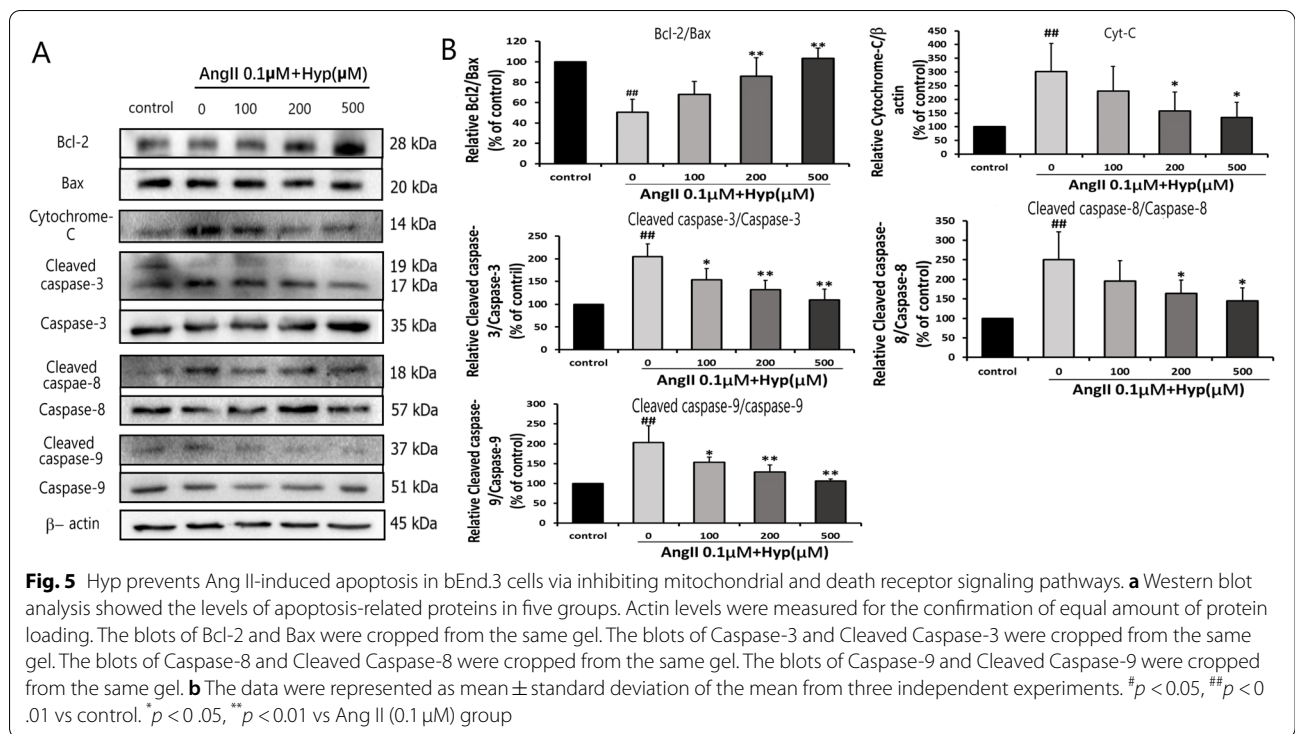 A
AngII 0.1μM+Hyp(μM)
control 0 100 200 500
Bcl-2 28 kDa
Bax 20 kDa
Cytochrome-
C 14 kDa
Cleaved 19 kDa
caspase-3 17 kDa
Caspase-3 35 kDa
Cleaved
caspae-8 18 kDa
Caspase-8 57 kDa
Cleaved
caspase-9 37 kDa
Caspase-9 51 kDa
β– actin 45 kDa
B
Bcl-2/Bax
Relative Bcl2/Bax
(% of control)
120
100
80
60
40
20
0
##
**
**
control 0 100 200 500
AngII 0.1μM+Hyp(μM)
Cyt-C
Relative Cytochrome-C/β
actin
(% of control)
450
400
350
300
250
200
150
100
50
0
##
*
*
control 0 100 200 500
AngII 0.1μM+Hyp(μM)
Cleaved caspase-3/Caspase-3
Relative Cleaved caspase-
3/Caspase-3
(% of contril)
250
200
150
100
50
0
##
*
**
**
control 0 100 200 500
AngII 0.1μM+Hyp(μM)
Cleaved caspase-8/Caspase-8
Relative Cleaved caspase-
8/Caspase-8
(% of control)
350
300
250
200
150
100
50
0
##
*
*
control 0 100 200 500
AngII 0.1μM+Hyp(μM)
Cleaved caspase-9/caspase-9
Relative Cleaved caspase-
9/Caspase-9
(% of control)
300
250
200
150
100
50
0
##
*
**
**
control 0 100 200 500
AngII 0.1μM+Hyp(μM)
Fig. 5 Hyp prevents Ang II-induced apoptosis in bEnd.3 cells via inhibiting mitochondrial and death receptor signaling pathways. a Western blot
analysis showed the levels of apoptosis-related proteins in five groups. Actin levels were measured for the confirmation of equal amount of protein
loading. The blots of Bcl-2 and Bax were cropped from the same gel. The blots of Caspase-3 and Cleaved Caspase-3 were cropped from the same
gel. The blots of Caspase-8 and Cleaved Caspase-8 were cropped from the same gel. The blots of Caspase-9 and Cleaved Caspase-9 were cropped
from the same gel. b The data were represented as mean ± standard deviation of the mean from three independent experiments. #p < 0.05, ##p < 0
.01 vs control. *p < 0 .05, **p < 0.01 vs Ang II (0.1 μM) group